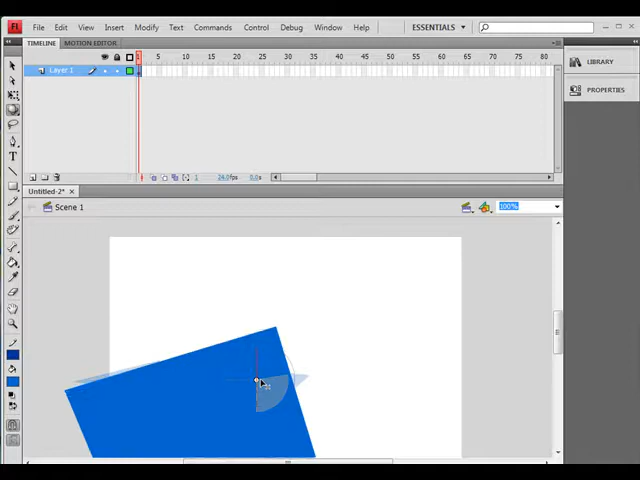 Fl File Edit View Insert Modify Text Commands Control Debug Window Help ESSENTIALS
TIMELINE MOTION EDITOR
LIBRARY
1 5 10 15 20 25 30 35 40 45 50 55 60 65 70 75 80
Layer 1
PROPERTIES
1 24.0fps 0.0s
Untitled-2*
Scene 1 100%